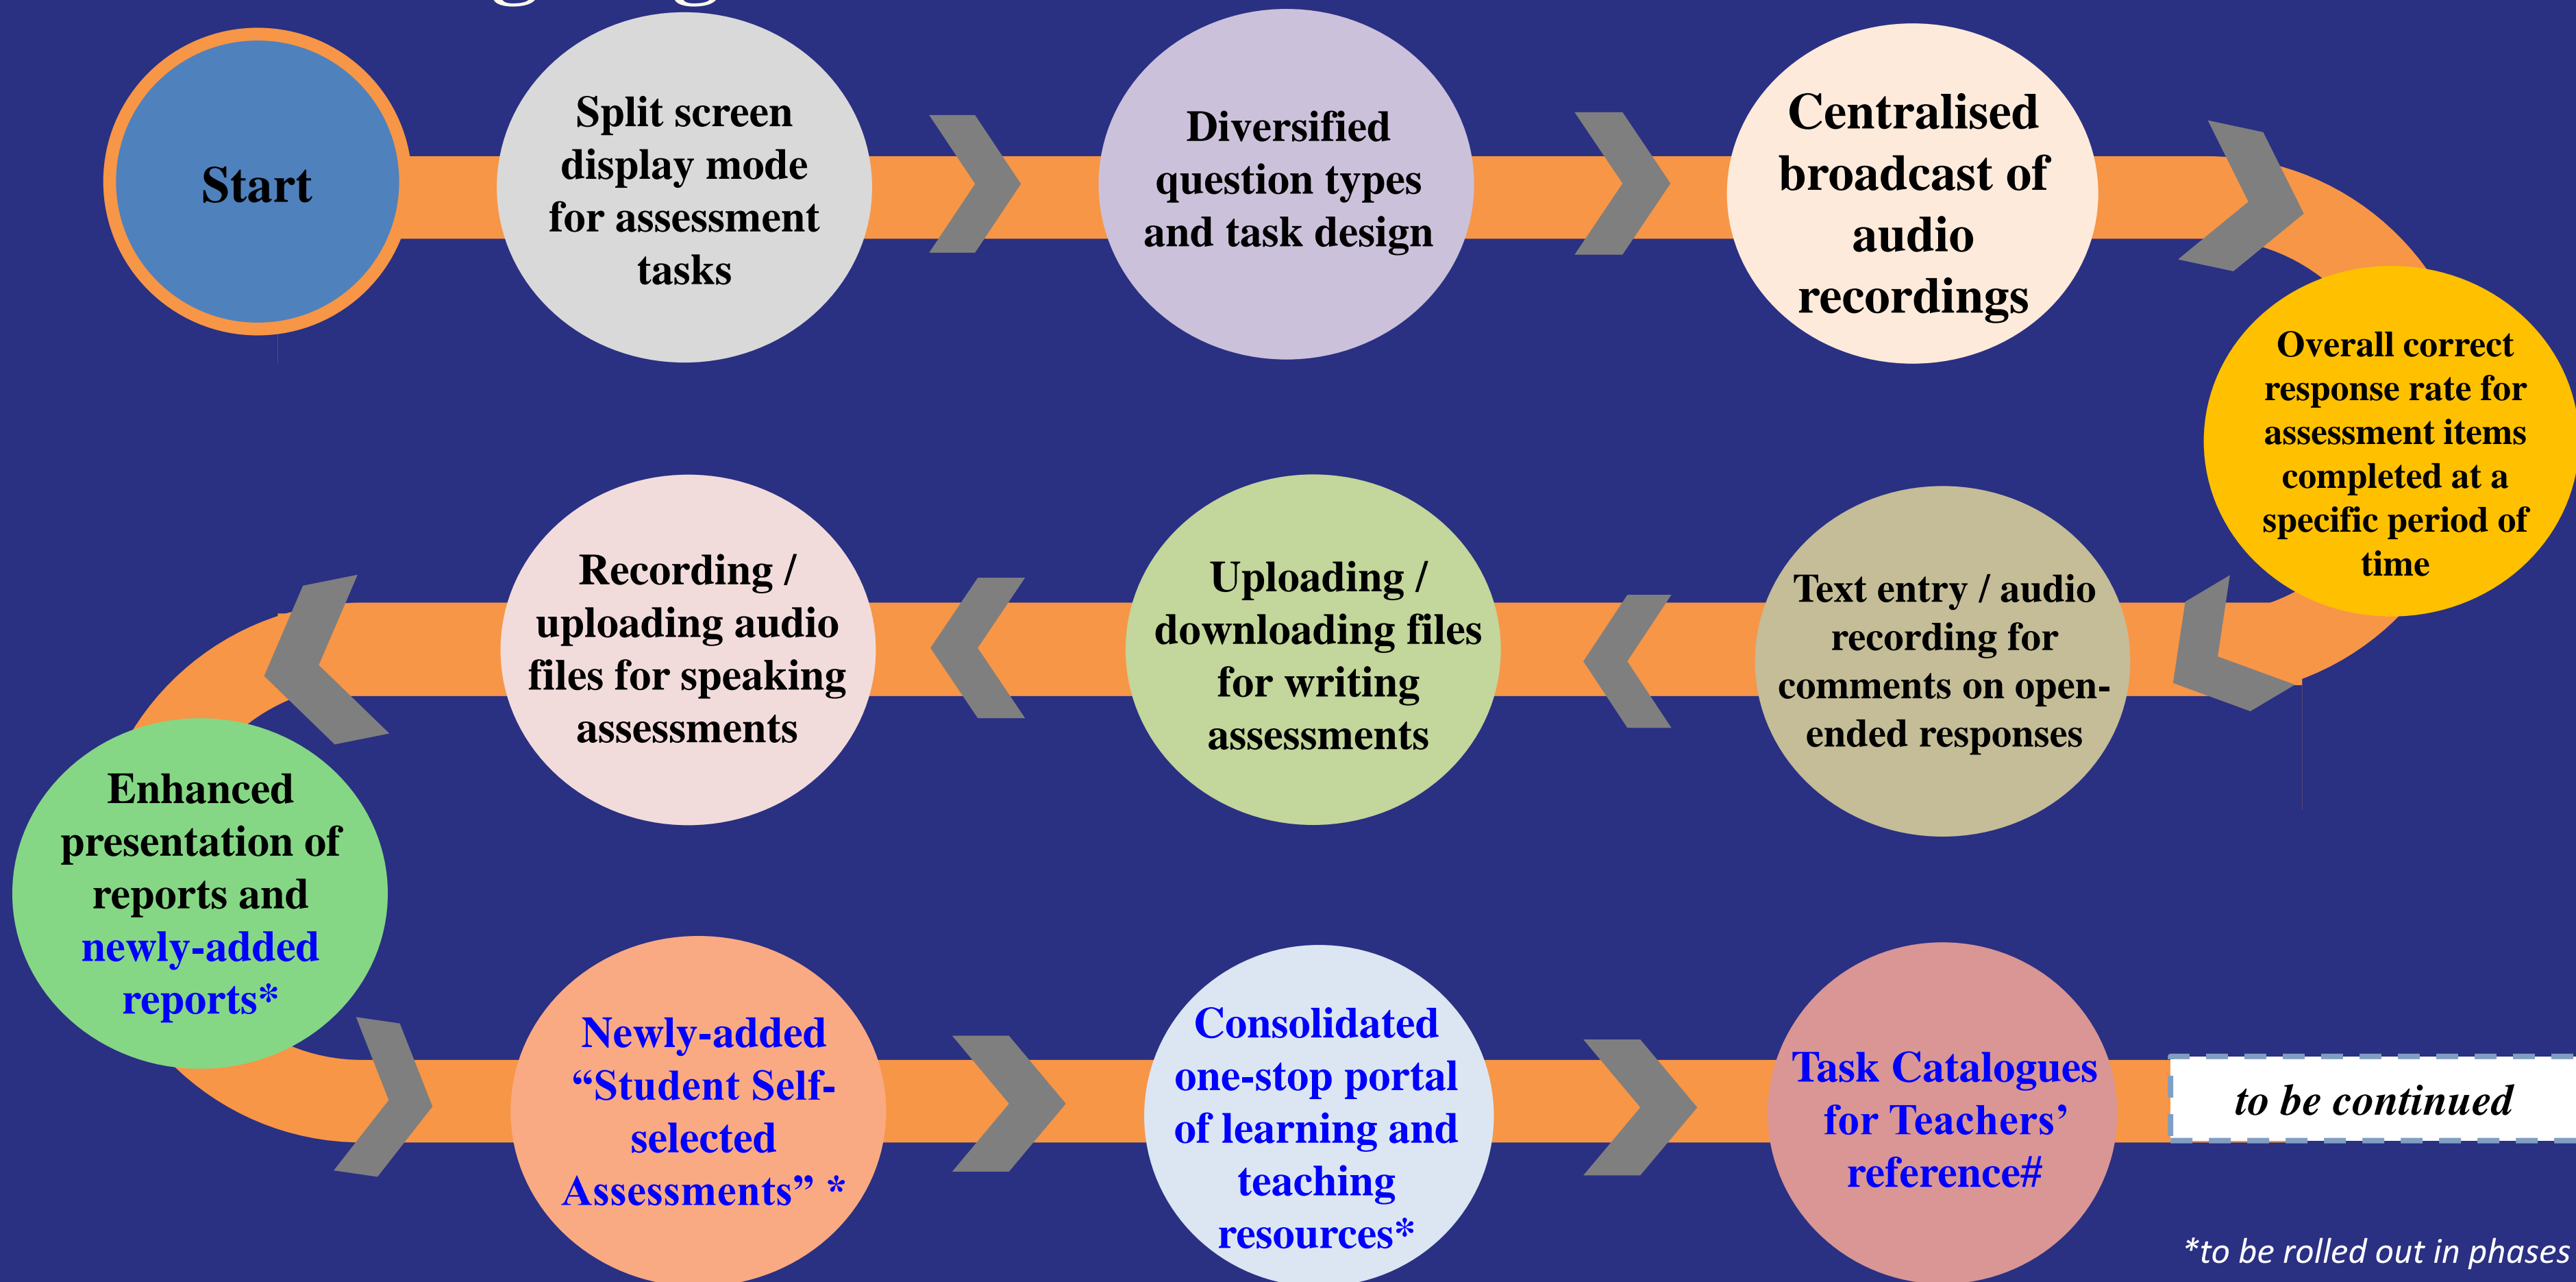 Start
Split screen
display mode
for assessment
tasks
Diversified
question types
and task design
Centralised
broadcast of
audio
recordings
Overall correct
response rate for
assessment items
completed at a
specific period of
time
Text entry / audio
recording for
comments on open-
ended responses
Uploading /
downloading files
for writing
assessments
Recording /
uploading audio
files for speaking
assessments
Enhanced
presentation of
reports and
newly-added
reports*
Newly-added
“Student Self-
selected
Assessments” *
Consolidated
one-stop portal
of learning and
teaching
resources*
Task Catalogues
for Teachers’
reference#
to be continued
*to be rolled out in phases